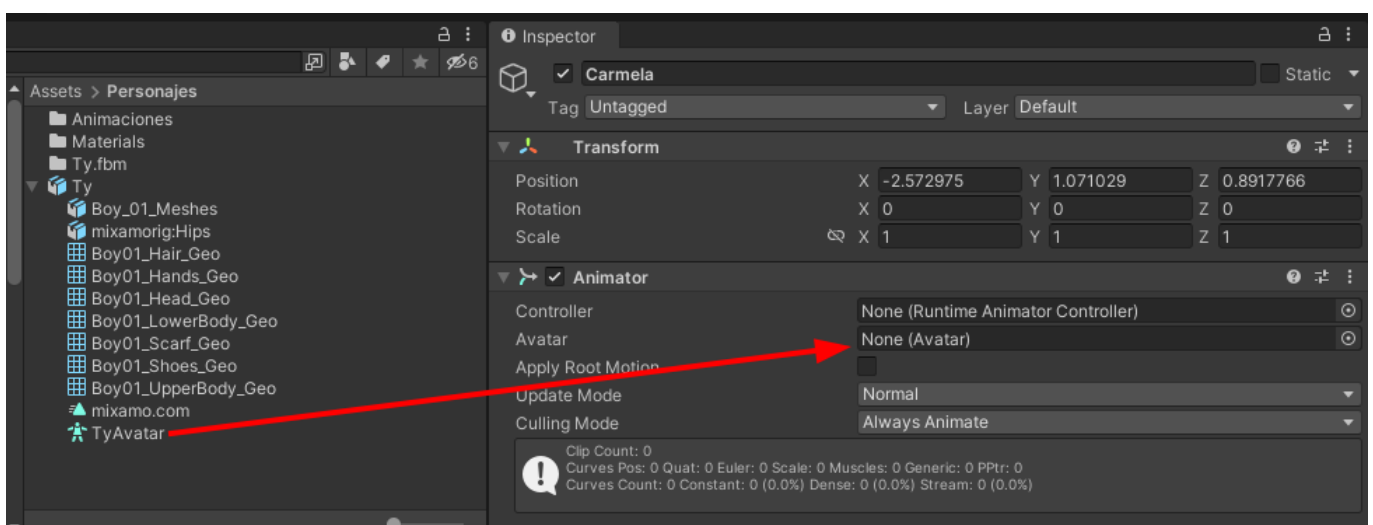 6
Assets > Personajes
Animaciones
Materials
Ty.fbm
Ty
Boy_01_Meshes
mixamorig:Hips
Boy01_Hair_Geo
Boy01_Hands_Geo
Boy01_Head_Geo
Boy01_LowerBody_Geo
Boy01_Scarf_Geo
Boy01_Shoes_Geo
Boy01_UpperBody_Geo
mixamo.com
TyAvatar
Inspector
Carmela Static
Tag Untagged Layer Default
Transform
Position X -2.572975 Y 1.071029 Z 0.8917766
Rotation X 0 Y 0 Z 0
Scale X 1 Y 1 Z 1
Animator
Controller None (Runtime Animator Controller)
Avatar None (Avatar)
Apply Root Motion
Update Mode Normal
Culling Mode Always Animate
Clip Count: 0
Curves Pos: 0 Quat: 0 Euler: 0 Scale: 0 Muscles: 0 Generic: 0 PPtr: 0
Curves Count: 0 Constant: 0 (0.0%) Dense: 0 (0.0%) Stream: 0 (0.0%)